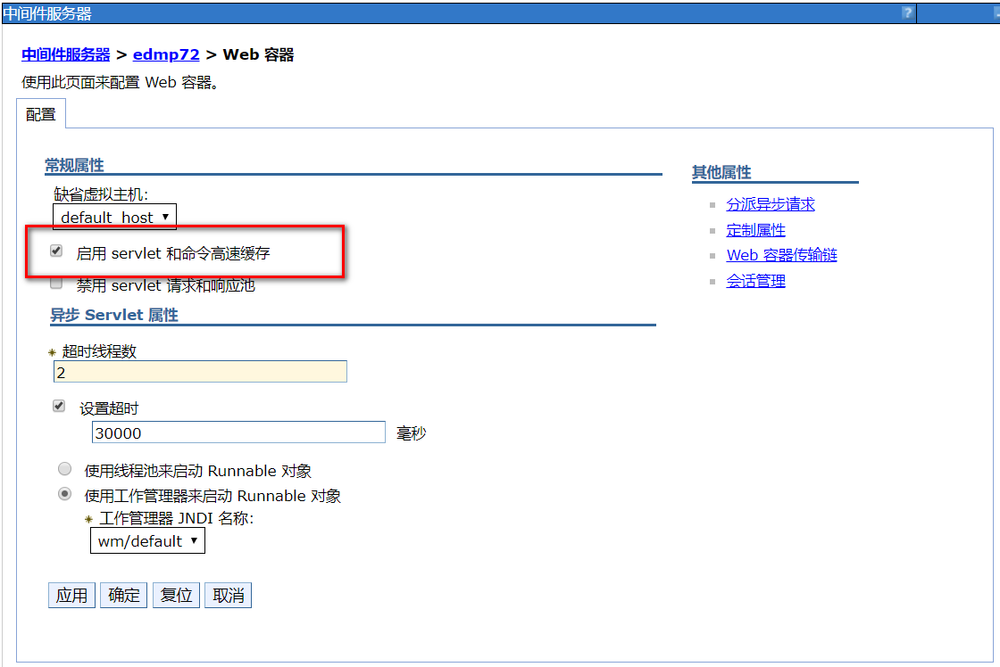 中间件服务器
?
中间件服务器 > edmp72 > Web 容器
使用此页面来配置 Web 容器。
配置
常规属性
缺省虚拟主机:
default_host
启用 servlet 和命令高速缓存
禁用 servlet 请求和响应池
异步 Servlet 属性
超时线程数
2
设置超时
30000 毫秒
使用线程池来启动 Runnable 对象
使用工作管理器来启动 Runnable 对象
工作管理器 JNDI 名称:
wm/default
应用 确定 复位 取消
其他属性
分派异步请求
定制属性
Web 容器传输链
会话管理